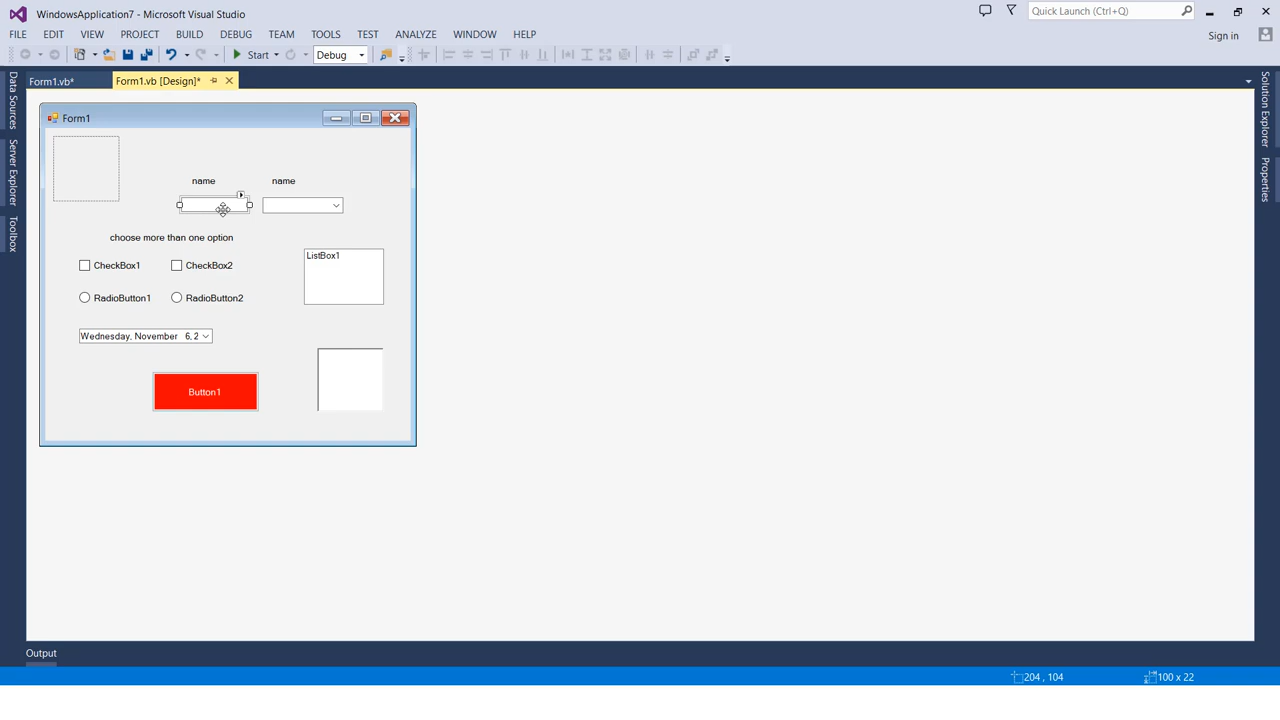 WindowsApplication7 - Microsoft Visual Studio
Quick Launch (Ctrl+Q)
FILE EDIT VIEW PROJECT BUILD DEBUG TEAM TOOLS TEST ANALYZE WINDOW HELP
Sign in
Start Debug
Form1.vb* Form1.vb [Design]*
Data Sources
Server Explorer
Toolbox
Solution Explorer
Properties
Form1
name name
choose more than one option
CheckBox1 CheckBox2
ListBox1
RadioButton1 RadioButton2
Wednesday, November 6, 2
Button1
Output
204 , 104 100 x 22